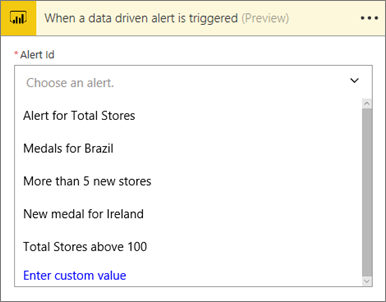 When a data driven alert is triggered (Preview)
* Alert Id
Choose an alert.
Alert for Total Stores
Medals for Brazil
More than 5 new stores
New medal for Ireland
Total Stores above 100
Enter custom value